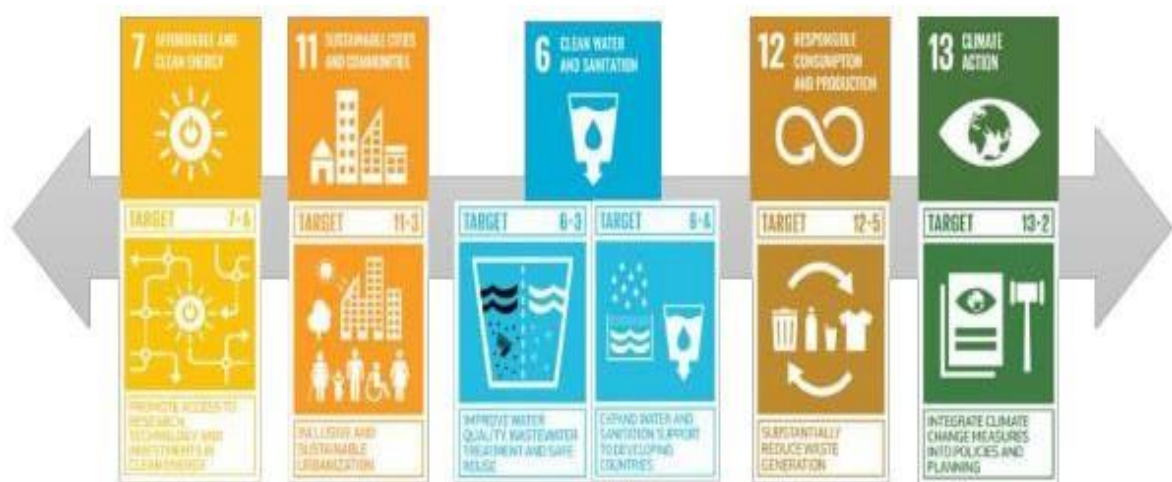 7 AFFORDABLE AND
CLEAN ENERGY
TARGET 7-A
PROMOTE ACCESS TO
RESEARCH,
TECHNOLOGY AND
INVESTMENTS IN
CLEAN ENERGY
11 SUSTAINABLE CITIES
AND COMMUNITIES
TARGET 11-3
INCLUSIVE AND
SUSTAINABLE
URBANIZATION
6 CLEAN WATER
AND SANITATION
TARGET 6-3
IMPROVE WATER
QUALITY, WASTEWATER
TREATMENT AND SAFE
REUSE
TARGET 6-A
EXPAND WATER AND
SANITATION SUPPORT
TO DEVELOPING
COUNTRIES
12 RESPONSIBLE
CONSUMPTION
AND PRODUCTION
TARGET 12-5
SUBSTANTIALLY
REDUCE WASTE
GENERATION
13 CLIMATE
ACTION
TARGET 13-2
INTEGRATE CLIMATE
CHANGE MEASURES
INTO POLICIES AND
PLANNING